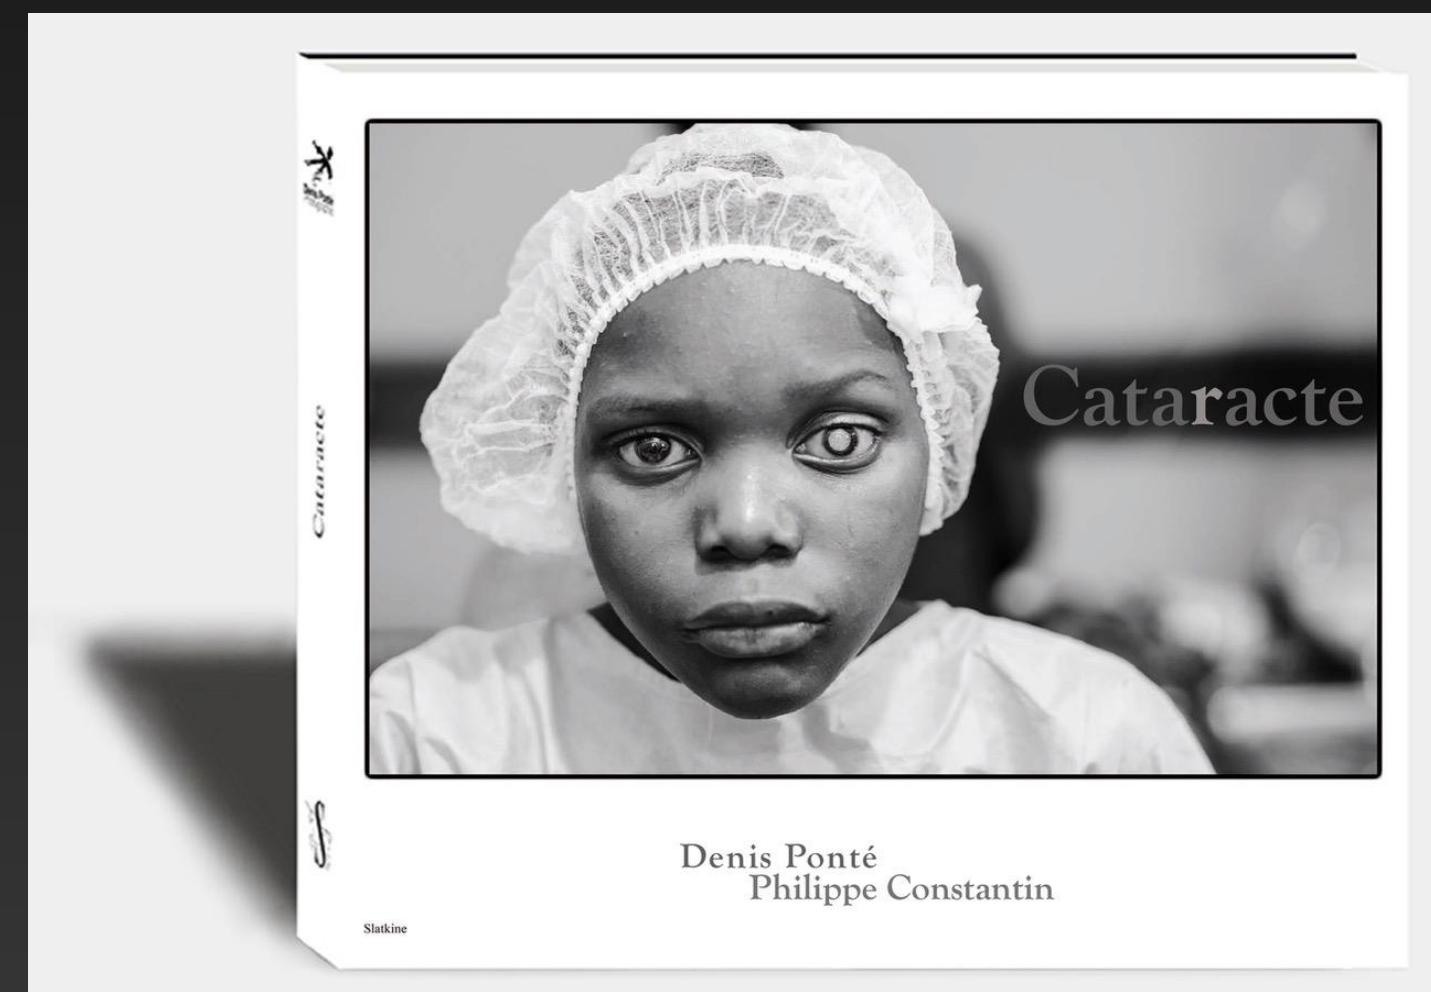 Cataracte
Cataracte
Denis Ponté
Philippe Constantin
Slatkine